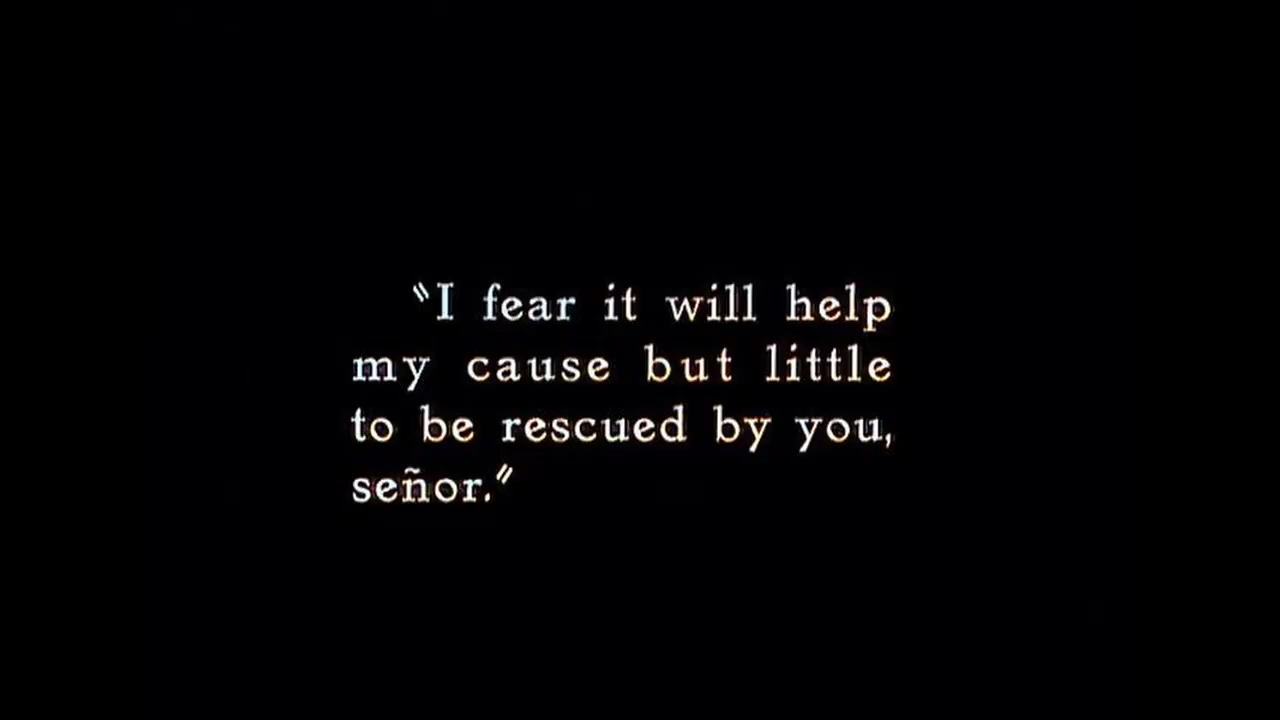 "I fear it will help
my cause but little
to be rescued by you,
señor."